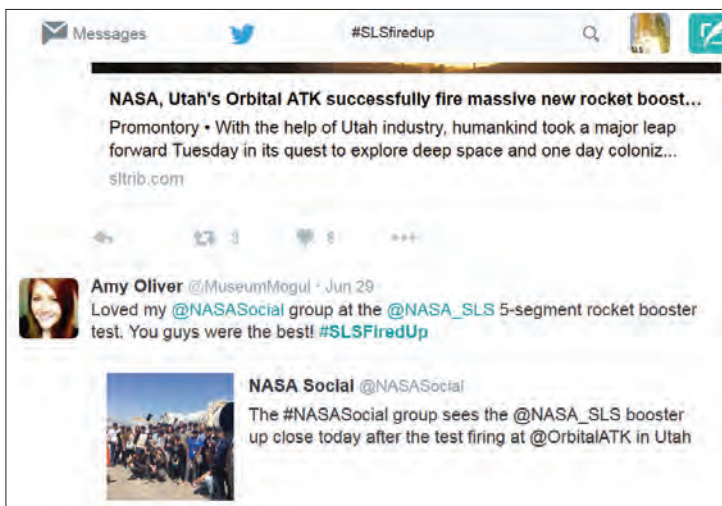 Messages #SLSfiredup
NASA, Utah's Orbital ATK successfully fire massive new rocket boost...
Promontory • With the help of Utah industry, humankind took a major leap
forward Tuesday in its quest to explore deep space and one day coloniz...
sltrib.com
3 8
Amy Oliver @MuseumMogul · Jun 29
Loved my @NASASocial group at the @NASA_SLS 5-segment rocket booster
test. You guys were the best! #SLSFiredUp
NASA Social @NASASocial
The #NASASocial group sees the @NASA_SLS booster
up close today after the test firing at @OrbitalATK in Utah